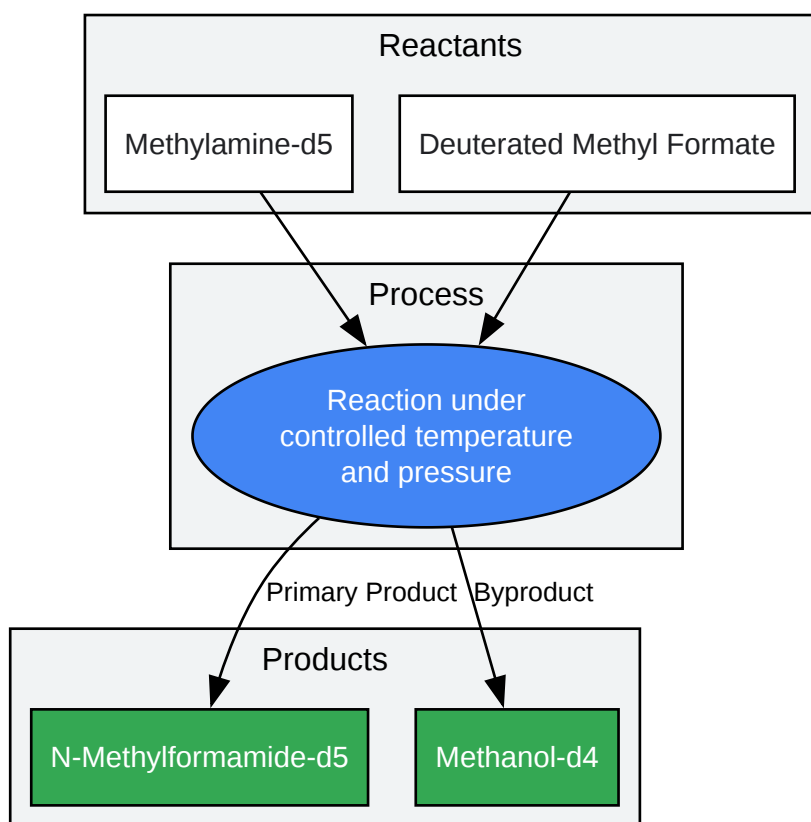 Reactants
Methylamine-d5
Deuterated Methyl Formate
Process
Reaction under
controlled temperature
and pressure
Primary Product
Byproduct
Products
N-Methylformamide-d5
Methanol-d4